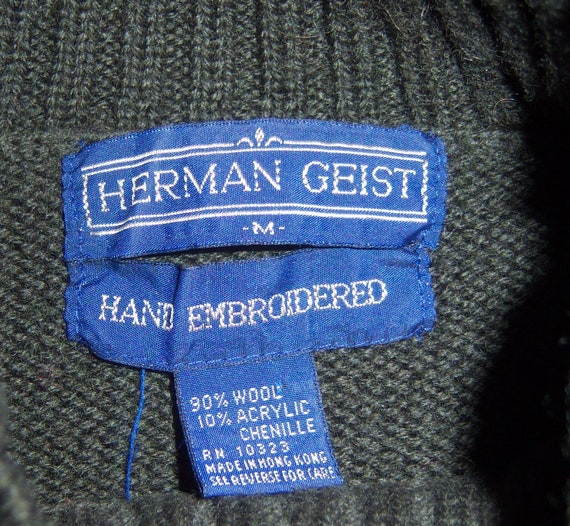 HERMAN GEIST
-M-
HAND EMBROIDERED
90% WOOL
10% ACRYLIC
CHENILLE
RN 10323
MADE IN HONG KONG
SEE REVERSE FOR CARE